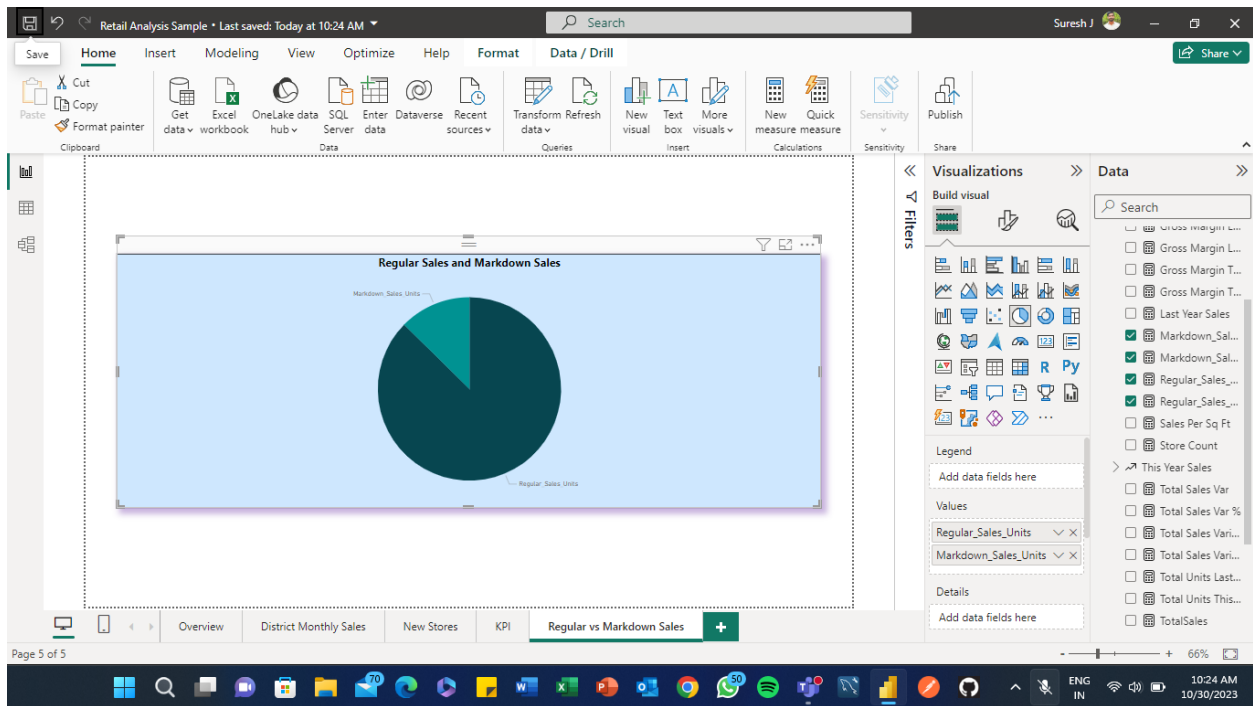 Retail Analysis Sample • Last saved: Today at 10:24 AM
Search
Suresh J
Save
Home Insert Modeling View Optimize Help Format Data / Drill
Share
Paste
Cut
Copy
Format painter
Clipboard
Get data
Excel workbook
OneLake data hub
SQL Server
Enter data
Dataverse
Recent sources
Data
Transform data
Refresh
Queries
New visual
Text box
More visuals
Insert
New measure
Quick measure
Calculations
Sensitivity
Sensitivity
Publish
Share
Regular Sales and Markdown Sales
Markdown_Sales_Units
Regular_Sales_Units
Filters
Visualizations
Build visual
123
R
Py
123
Legend
Add data fields here
Values
Regular_Sales_Units
Markdown_Sales_Units
Details
Add data fields here
Data
Search
Gross Margin L...
Gross Margin L...
Gross Margin T...
Gross Margin T...
Last Year Sales
Markdown_Sal...
Markdown_Sal...
Regular_Sales_...
Regular_Sales_...
Sales Per Sq Ft
Store Count
This Year Sales
Total Sales Var
Total Sales Var %
Total Sales Vari...
Total Sales Vari...
Total Units Last...
Total Units This...
TotalSales
Overview
District Monthly Sales
New Stores
KPI
Regular vs Markdown Sales
Page 5 of 5
- + 66%
70
50
ENG
IN
10:24 AM
10/30/2023